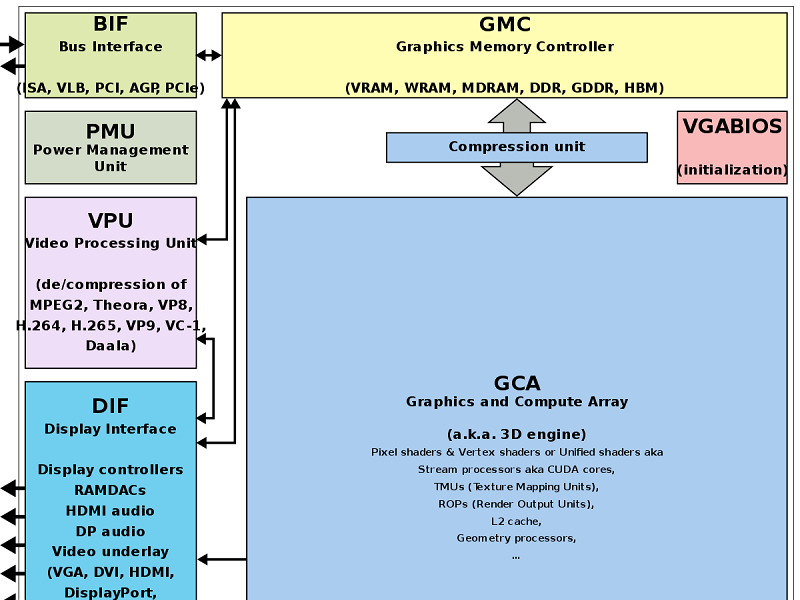 BIF
Bus Interface
(ISA, VLB, PCI, AGP, PCIe)
GMC
Graphics Memory Controller
(VRAM, WRAM, MDRAM, DDR, GDDR, HBM)
PMU
Power Management
Unit
Compression unit
VGABIOS
(initialization)
VPU
Video Processing Unit
(de/compression of
MPEG2, Theora, VP8,
H.264, H.265, VP9, VC-1,
Daala)
DIF
Display Interface
Display controllers
RAMDACs
HDMI audio
DP audio
Video underlay
(VGA, DVI, HDMI,
DisplayPort,
GCA
Graphics and Compute Array
(a.k.a. 3D engine)
Pixel shaders & Vertex shaders or Unified shaders aka
Stream processors aka CUDA cores,
TMUs (Texture Mapping Units),
ROPs (Render Output Units),
L2 cache,
Geometry processors,
...